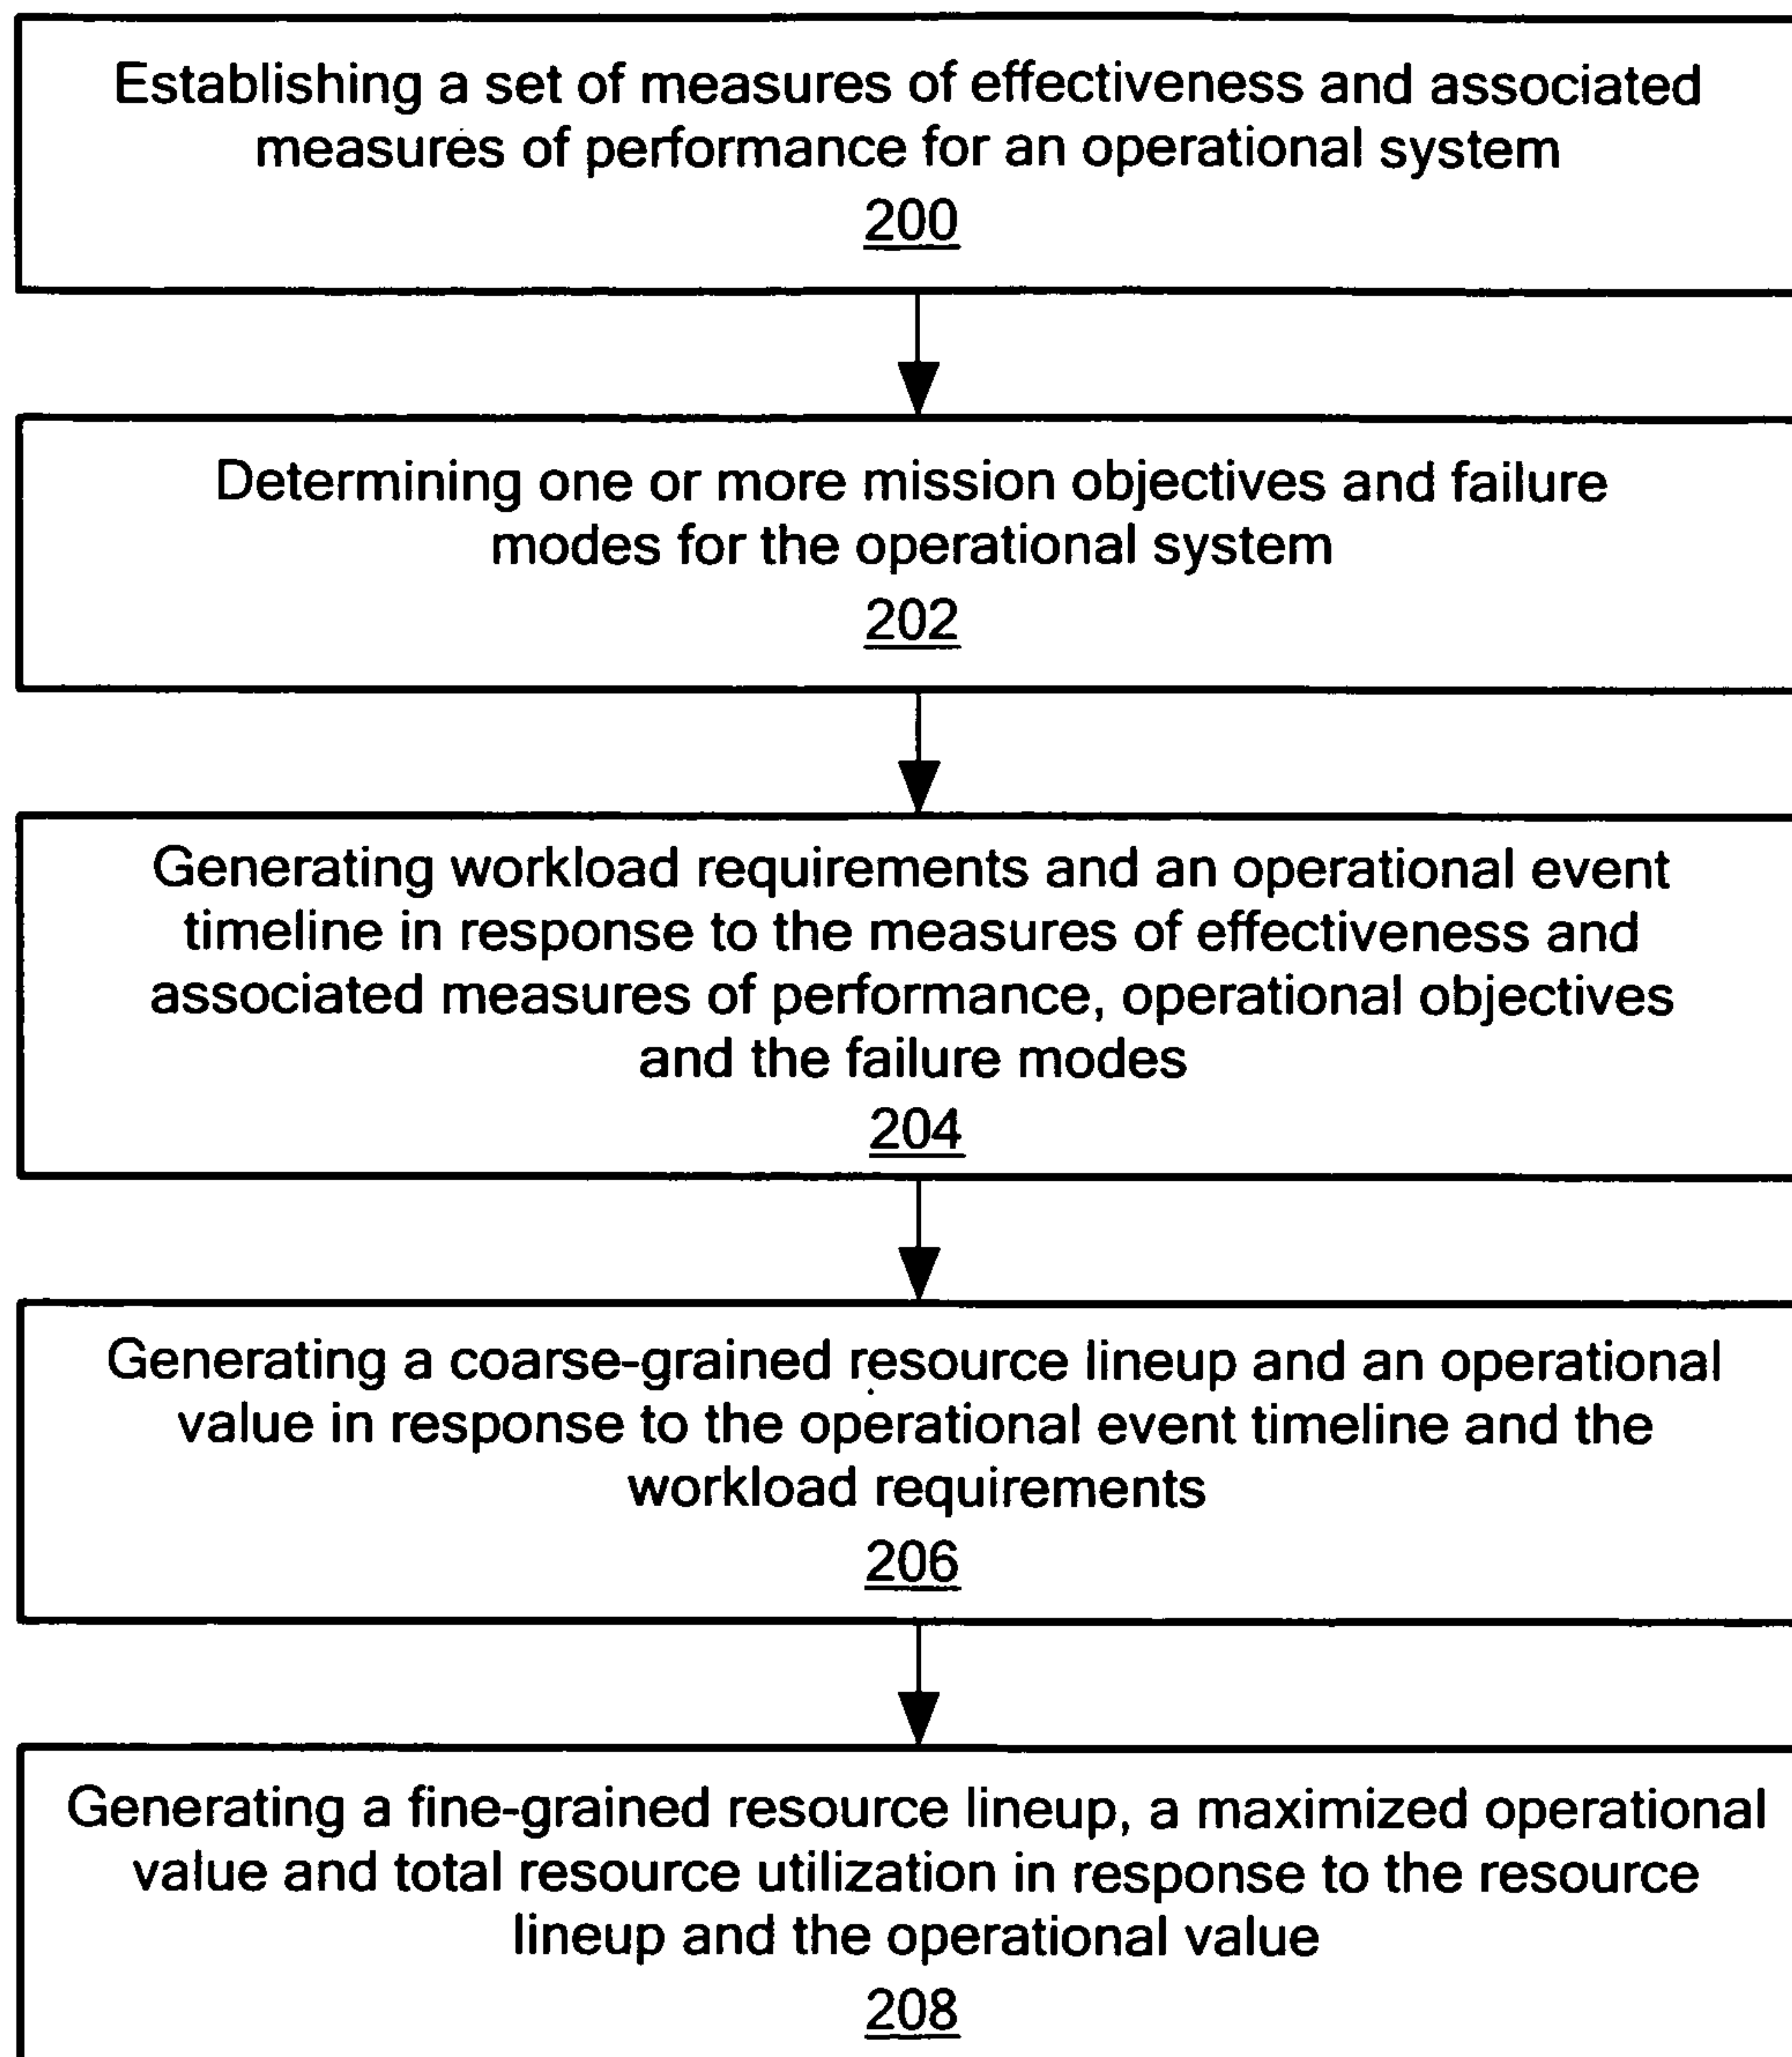 Establishing a set of measures of effectiveness and associated
measures of performance for an operational system
200
Determining one or more mission objectives and failure
modes for the operational system
202
Generating workload requirements and an operational event
timeline in response to the measures of effectiveness and
associated measures of performance, operational objectives
and the failure modes
204
Generating a coarse-grained resource lineup and an operational
value in response to the operational event timeline and the
workload requirements
206
Generating a fine-grained resource lineup, a maximized operational
value and total resource utilization in response to the resource
lineup and the operational value
208